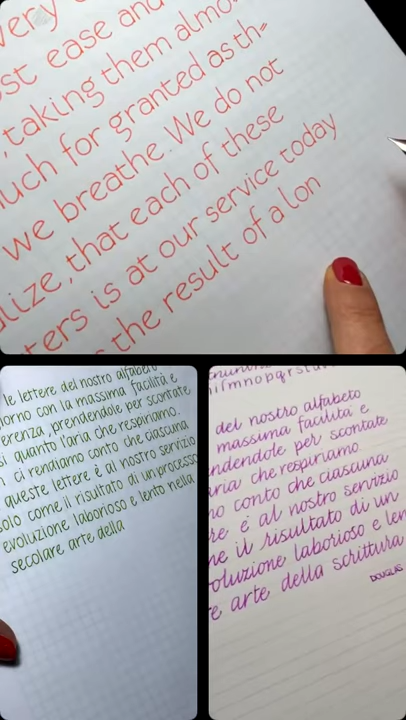 very
ost ease and
, taking them almo
uch for granted as th=
we breathe. We do not
alize, that each of these
ters is at our service today
s the result of a lon
le lettere del nostro alfabeto
iorno con la massima facilità e
erenza, prendendole per scontate
si quanto l'aria che respiriamo.
n ci rendiamo conto che ciascuna
queste lettere è al nostro servizio
solo come il risultato di un processo
evoluzione laborioso e lento nella
secolare arte della
ilmnopqrstu
del nostro alfabeto
massima facilità e
ndendole per scontate
aria che respiriamo
no conto che ciascuna
re è al nostro servizio
ne il risultato di un
oluzione laborioso e len
e arte della scrittura
DOUGLAS